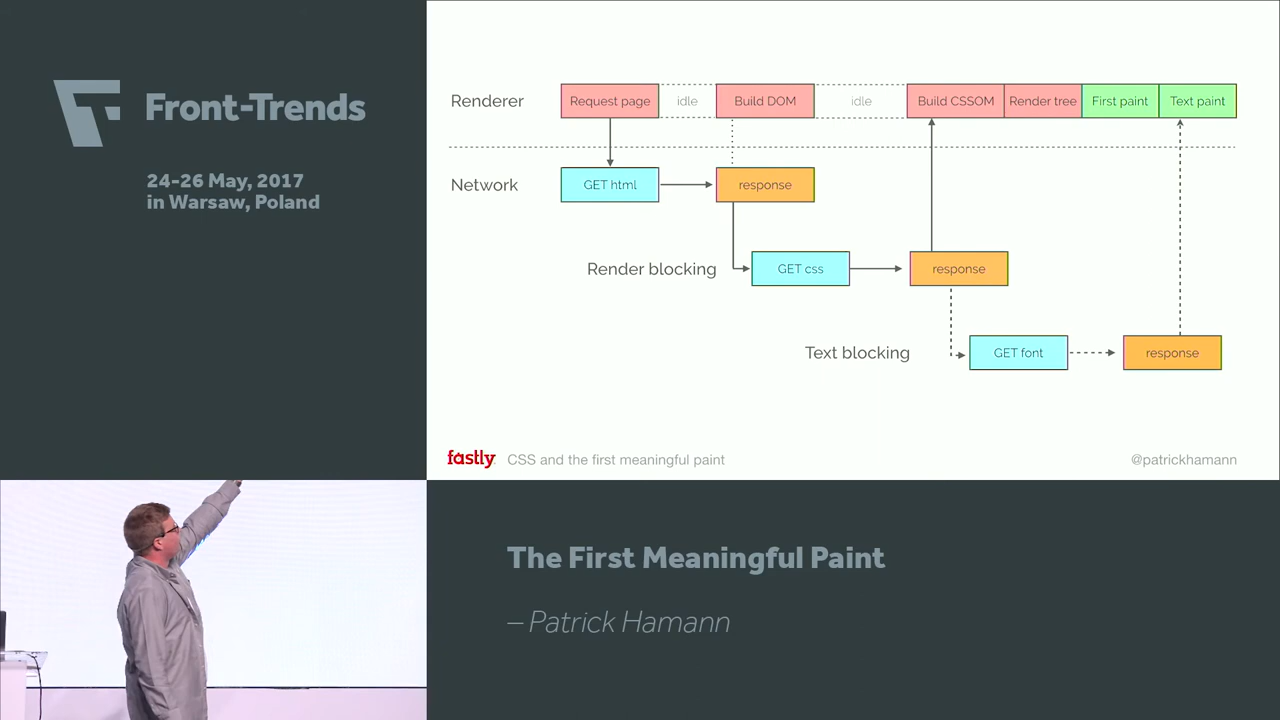 Front-Trends
24-26 May, 2017
in Warsaw, Poland
Renderer
Request page
idle
Build DOM
idle
Build CSSOM
Render tree
First paint
Text paint
Network
GET html
response
Render blocking
GET css
response
Text blocking
GET font
response
fastly
CSS and the first meaningful paint
@patrickhamann
The First Meaningful Paint
– Patrick Hamann